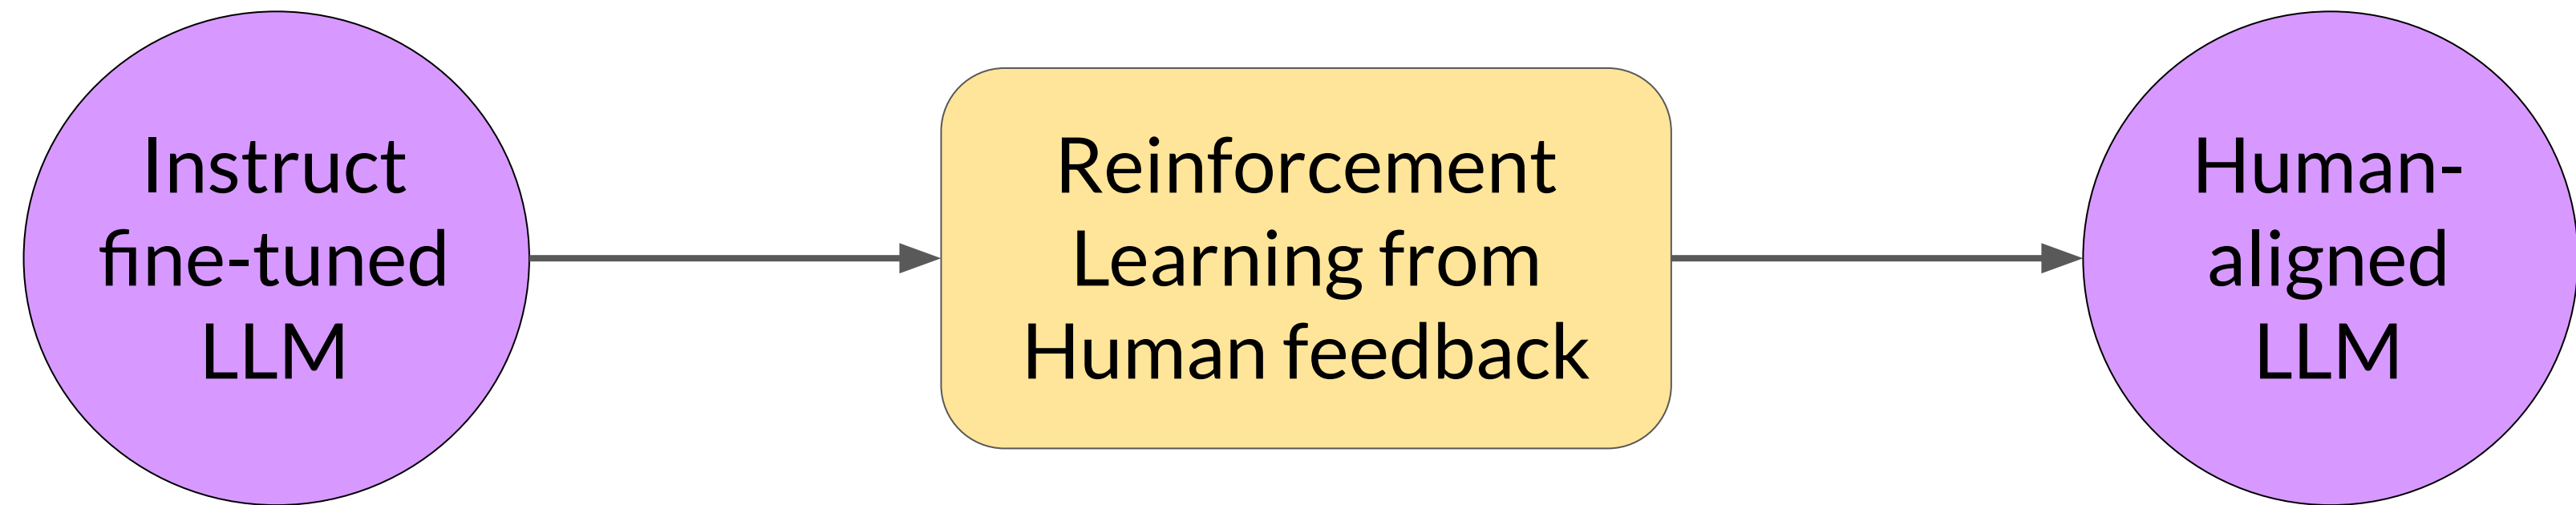 Instruct
fine-tuned
LLM
Reinforcement
Learning from
Human feedback
Human-
aligned
LLM